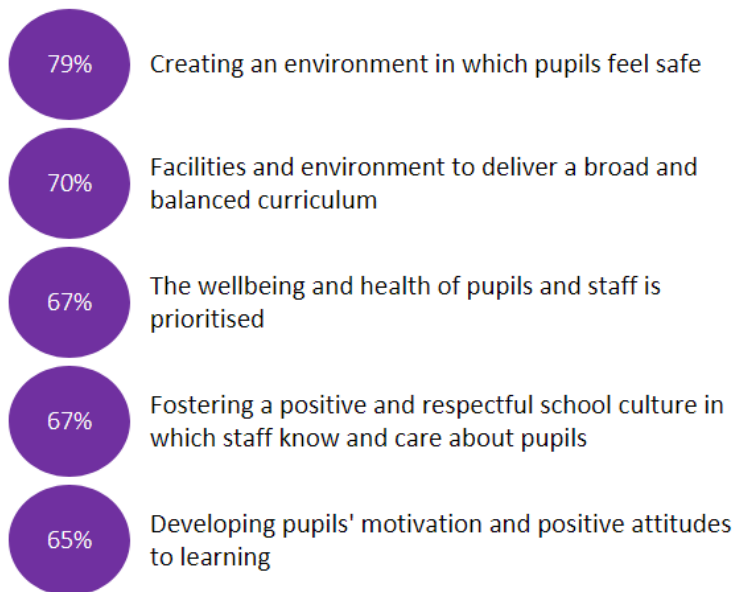 79%
Creating an environment in which pupils feel safe
70%
Facilities and environment to deliver a broad and
balanced curriculum
67%
The wellbeing and health of pupils and staff is
prioritised
67%
Fostering a positive and respectful school culture in
which staff know and care about pupils
65%
Developing pupils' motivation and positive attitudes
to learning